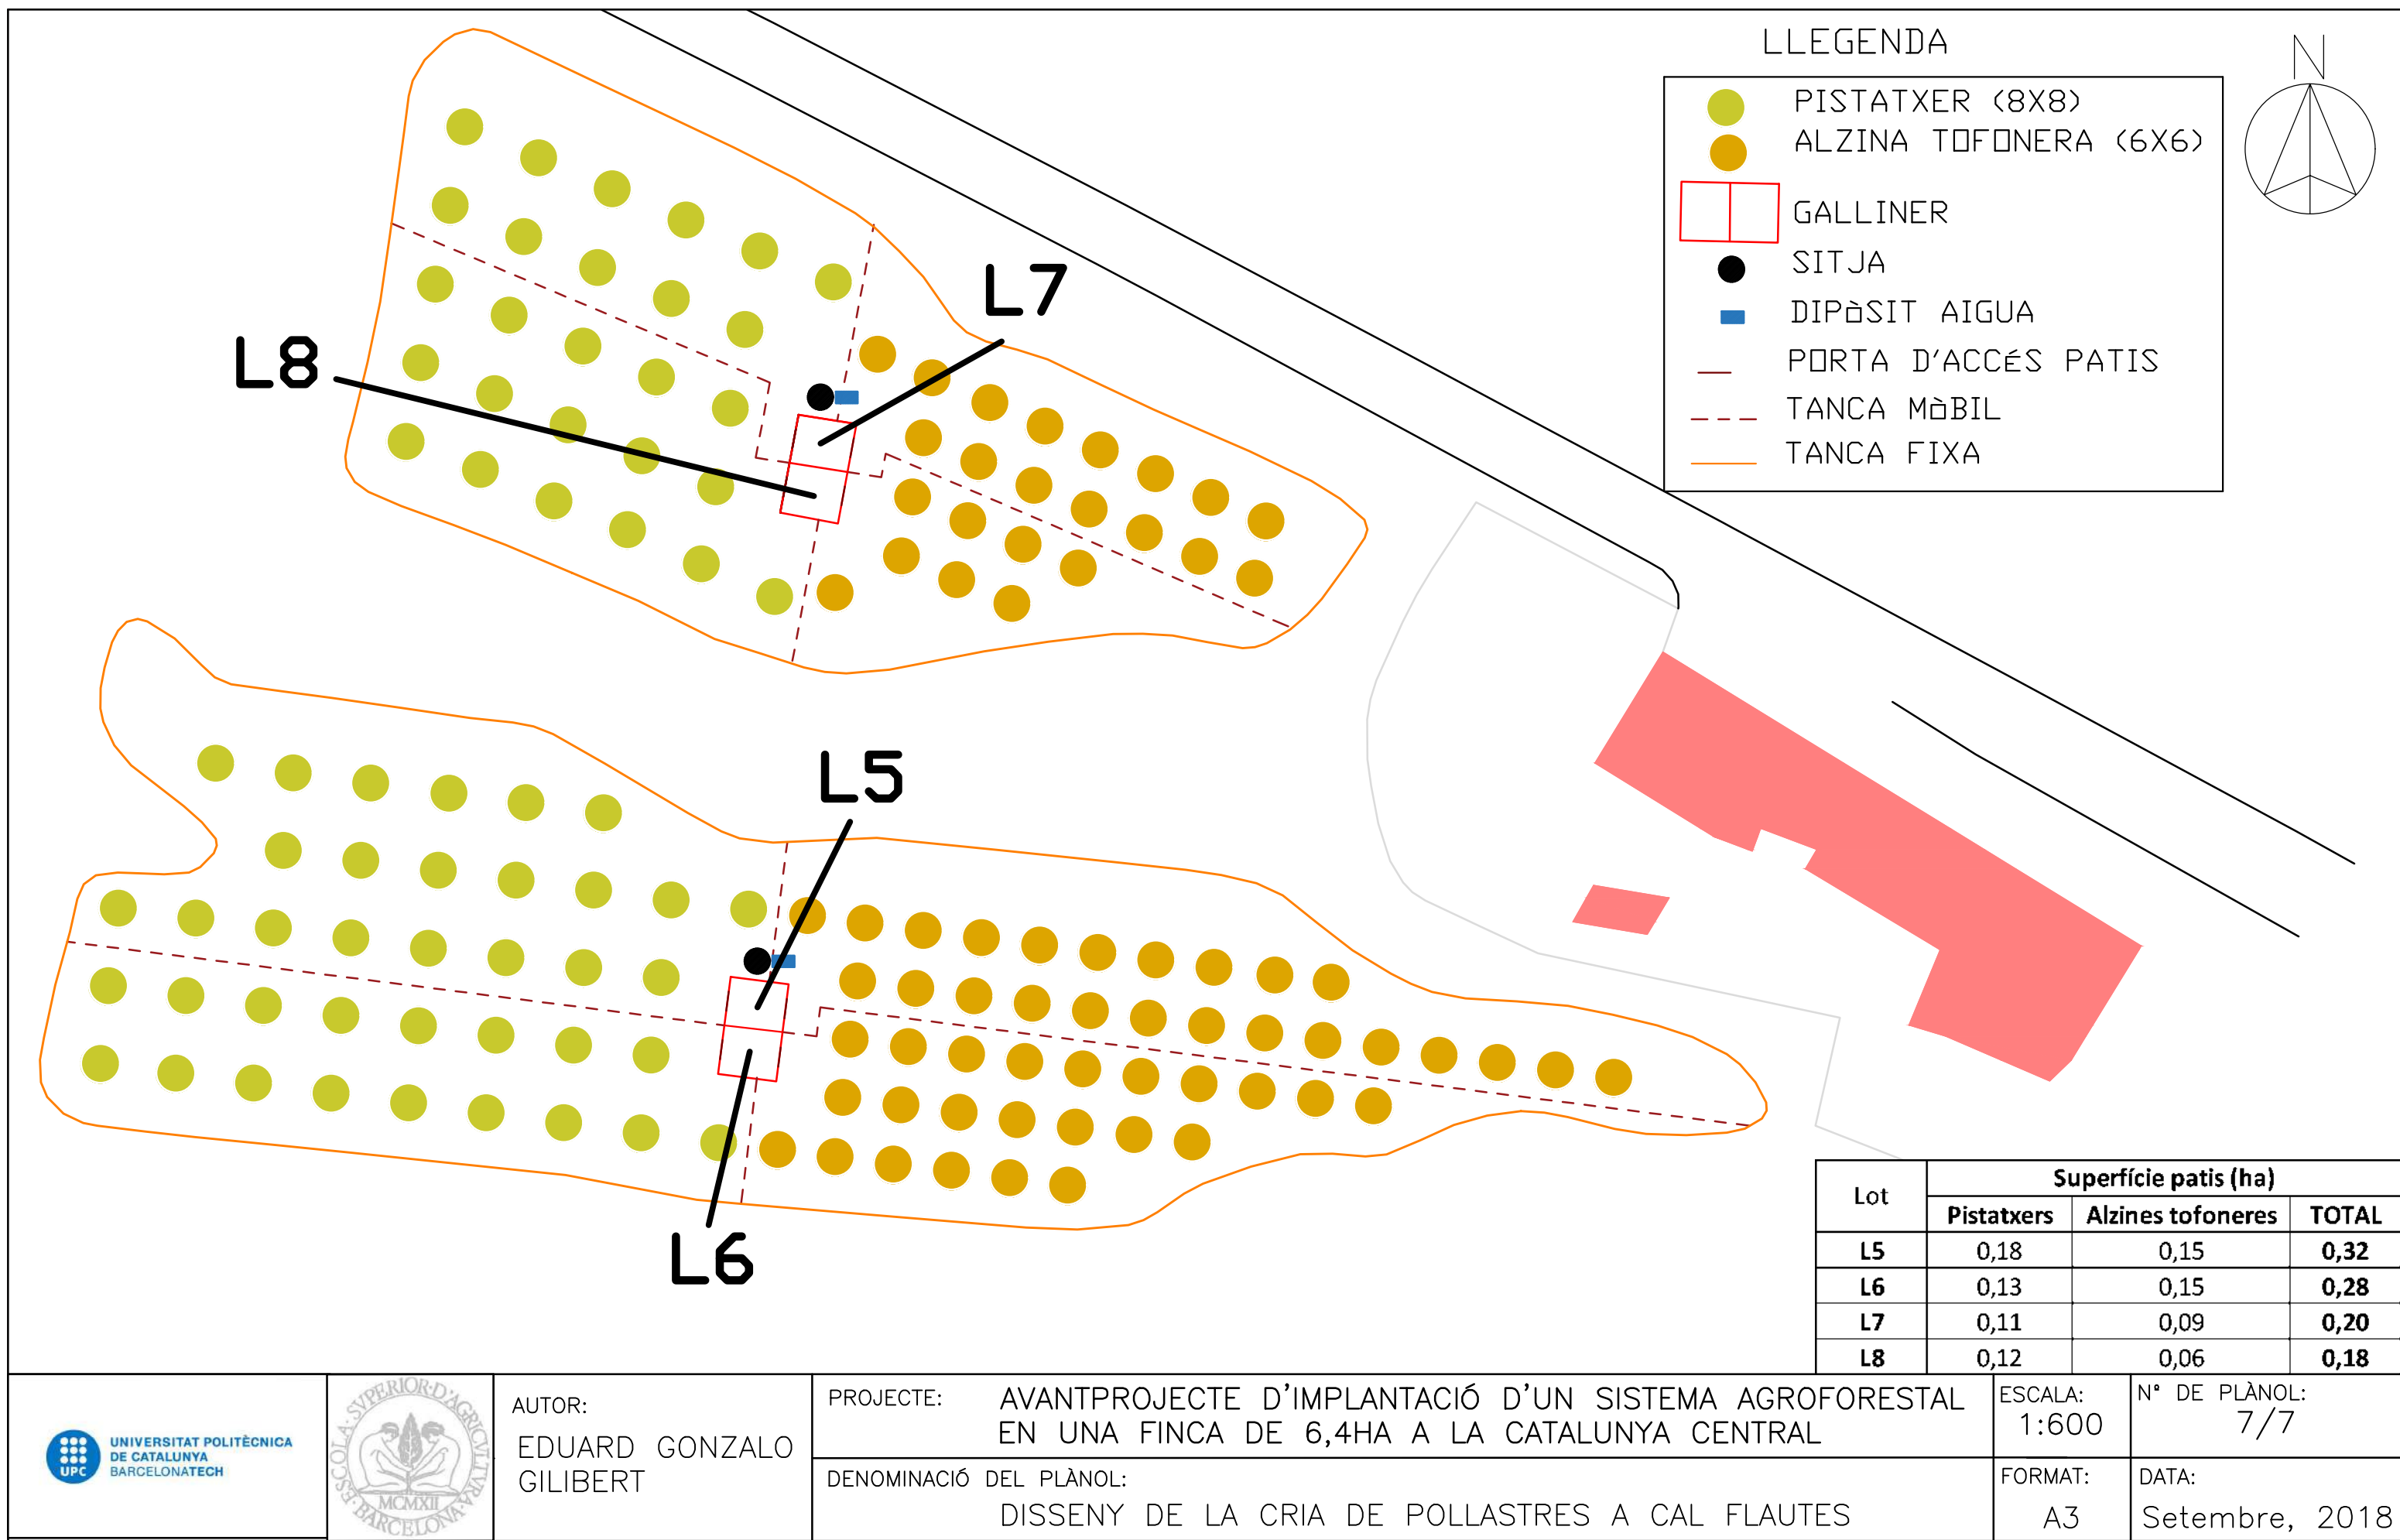 LLEGENDA
N
PISTATXER (8X8)
ALZINA TOFONERA (6X6)
GALLINER
SITJA
DIPòSIT AIGUA
PORTA D'ACCéS PATIS
TANCA MòBIL
TANCA FIXA
L7
L8
L5
L6
Lot Superfície patis (ha)
Pistatxers Alzines tofoneres TOTAL
L5 0,18 0,15 0,32
L6 0,13 0,15 0,28
L7 0,11 0,09 0,20
L8 0,12 0,06 0,18
UPC
UNIVERSITAT POLITÈCNICA
DE CATALUNYA
BARCELONATECH
ESCOLA·SVPERIOR·D'AGRICVLTVRA·
MCMXII
·BARCELONA·
AUTOR:
EDUARD GONZALO
GILIBERT
PROJECTE: AVANTPROJECTE D'IMPLANTACIó D'UN SISTEMA AGROFORESTAL
EN UNA FINCA DE 6,4HA A LA CATALUNYA CENTRAL
DENOMINACIó DEL PLÀNOL:
DISSENY DE LA CRIA DE POLLASTRES A CAL FLAUTES
ESCALA:
1:600
Nº DE PLÀNOL:
7/7
FORMAT:
A3
DATA:
Setembre, 2018